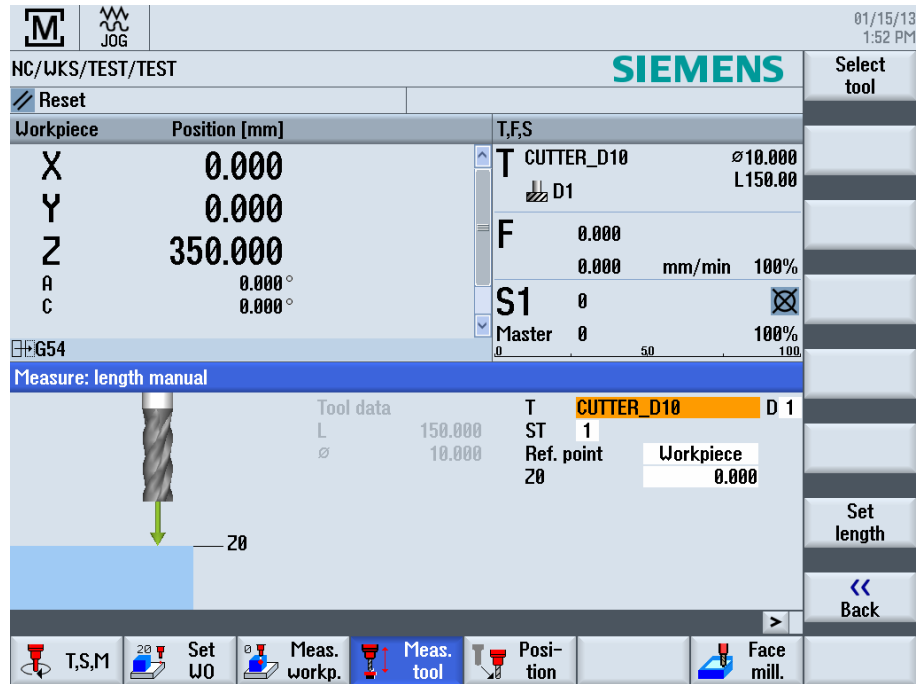 M
JOG
01/15/13
1:52 PM
NC/WKS/TEST/TEST
SIEMENS
Select
tool
Reset
Workpiece Position [mm]
T,F,S
X 0.000
Y 0.000
Z 350.000
A 0.000°
C 0.000°
G54
T CUTTER_D10 ⌀10.000
D1 L150.00
F 0.000
0.000 mm/min 100%
S1 0
Master 0 100%
0 50 100
Measure: length manual
Tool data
L 150.000
⌀ 10.000
T CUTTER_D10 D 1
ST 1
Ref. point Workpiece
Z0 0.000
Z0
Set
length
<<
Back
>
T,S,M
20
Set
WO
0
Meas.
workp.
Meas.
tool
T
Posi-
tion
Face
mill.